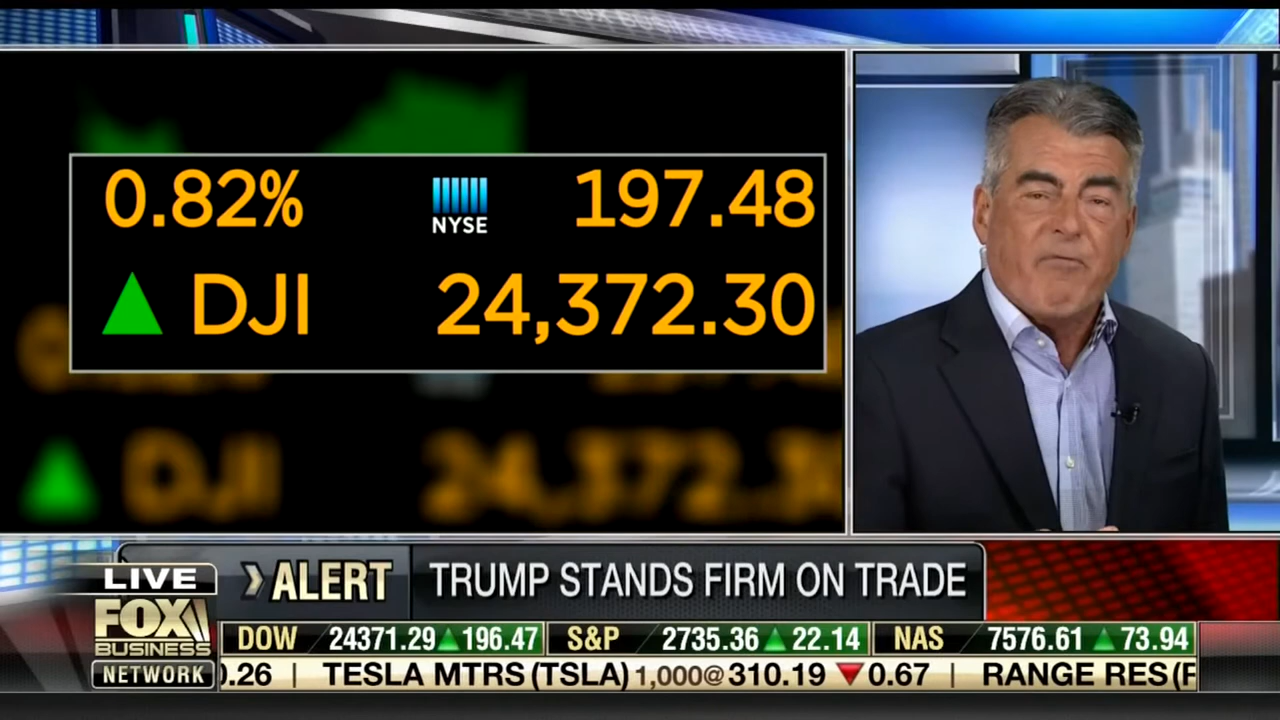 0.82% NYSE 197.48
▲ DJI 24,372.30
LIVE
ALERT
TRUMP STANDS FIRM ON TRADE
FOX
BUSINESS
NETWORK
DOW 24371.29 ▲ 196.47 S&P 2735.36 ▲ 22.14 NAS 7576.61 ▲ 73.94
0.26 | TESLA MTRS (TSLA) 1,000@ 310.19 ▼ 0.67 | RANGE RES (F